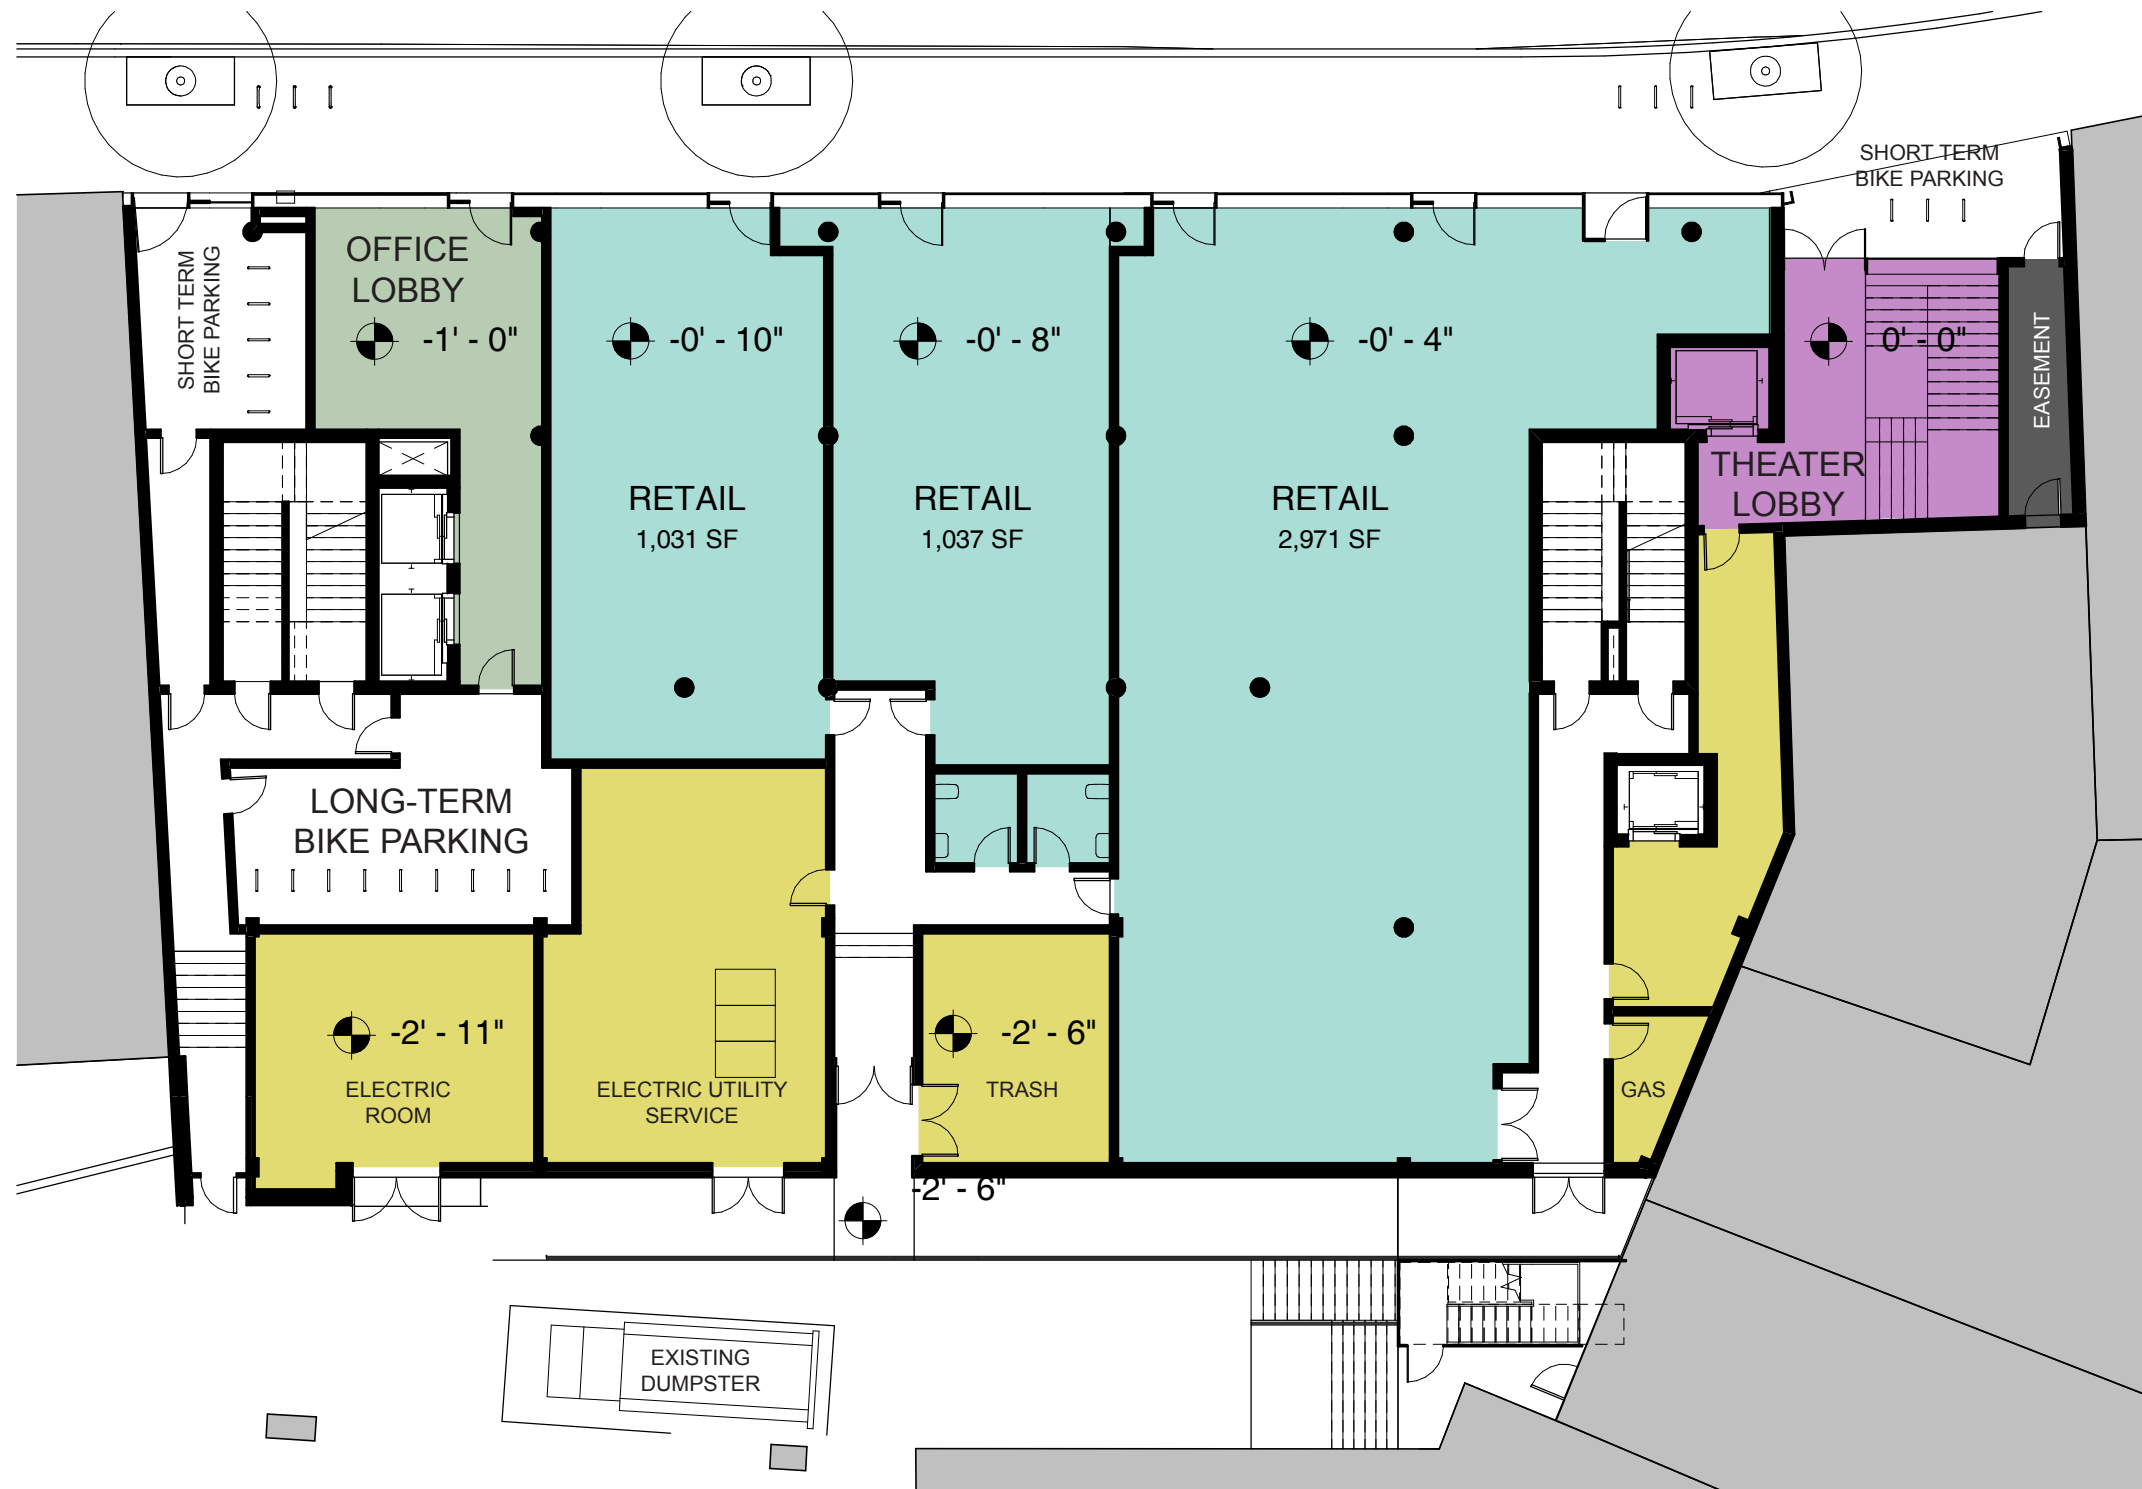 SHORT TERM
BIKE PARKING
SHORT TERM
BIKE PARKING
OFFICE
LOBBY
-1' - 0"
-0' - 10"
-0' - 8"
-0' - 4"
0' - 0"
EASEMENT
THEATER
LOBBY
RETAIL
1,031 SF
RETAIL
1,037 SF
RETAIL
2,971 SF
LONG-TERM
BIKE PARKING
-2' - 11"
ELECTRIC
ROOM
ELECTRIC UTILITY
SERVICE
-2' - 6"
TRASH
GAS
-2' - 6"
EXISTING
DUMPSTER